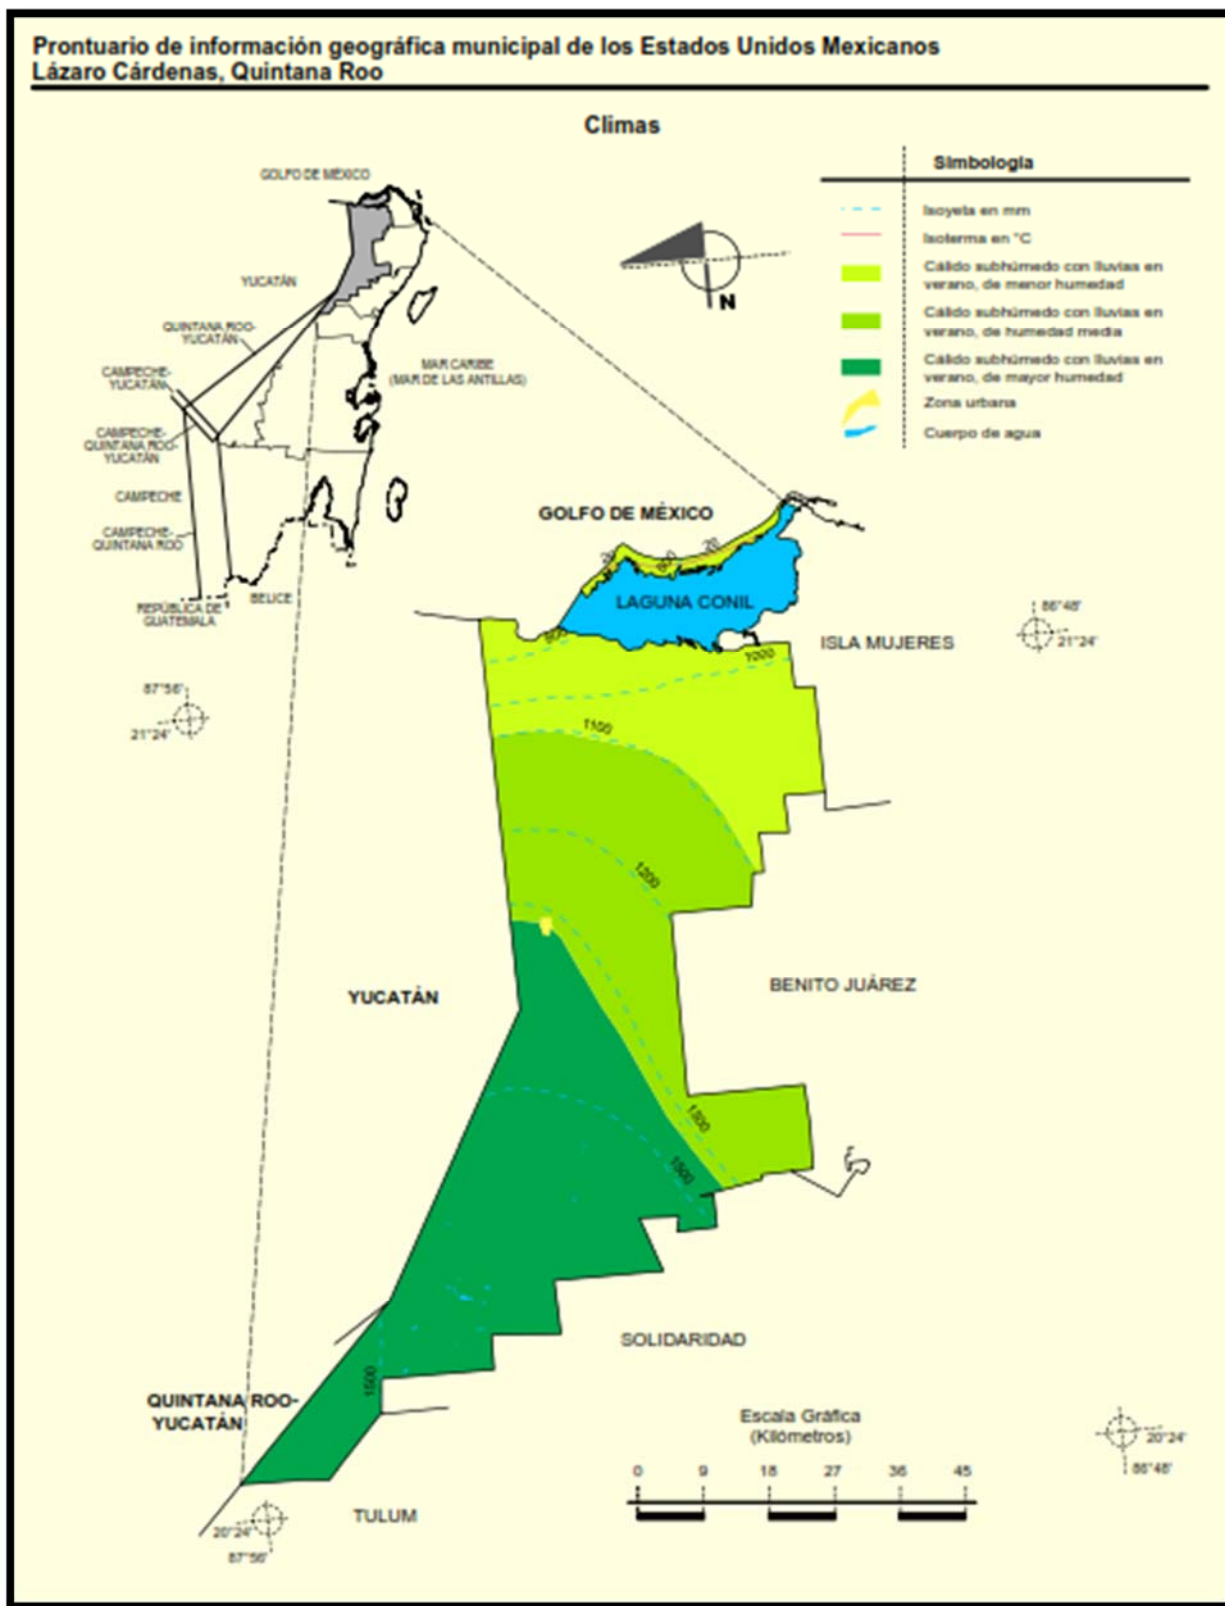 Prontuario de información geográfica municipal de los Estados Unidos Mexicanos
Lázaro Cárdenas, Quintana Roo
Climas
Simbología
Isoyeta en mm
Isoterma en °C
Cálido subhúmedo con lluvias en
verano, de menor humedad
Cálido subhúmedo con lluvias en
verano, de humedad media
Cálido subhúmedo con lluvias en
verano, de mayor humedad
Zona urbana
Cuerpo de agua
GOLFO DE MÉXICO
YUCATÁN
QUINTANA ROO-
YUCATÁN
CAMPECHE-
YUCATÁN
CAMPECHE-
QUINTANA ROO-
YUCATÁN
CAMPECHE
CAMPECHE-
QUINTANA ROO
REPÚBLICA DE
GUATEMALA
BELICE
MAR CARIBE
(MAR DE LAS ANTILLAS)
N
GOLFO DE MÉXICO
LAGUNA CONIL
ISLA MUJERES
86°48'
21°24'
87°56'
21°24'
800
1000
1100
1200
YUCATÁN
BENITO JUÁREZ
1300
1500
SOLIDARIDAD
1500
QUINTANA ROO-
YUCATÁN
TULUM
20°24'
87°56'
Escala Gráfica
(Kilómetros)
0 9 18 27 36 45
20°24'
86°48'